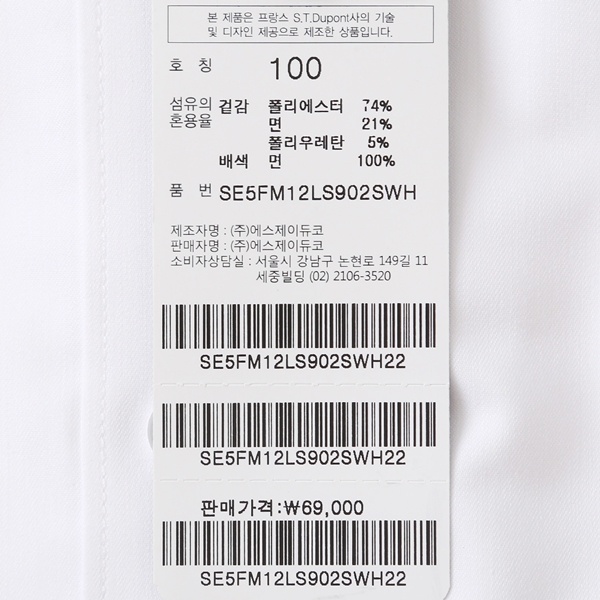 본 제품은 프랑스 S.T.Dupont사의 기술
및 디자인 제공으로 제조한 상품입니다.
호 칭 100
섬유의 겉감 폴리에스터 74%
혼용율 면 21%
폴리우레탄 5%
배색 면 100%
품 번 SE5FM12LS902SWH
제조자명 : (주)에스제이듀코
판매자명 : (주)에스제이듀코
소비자상담실 : 서울시 강남구 논현로 149길 11
세중빌딩 (02) 2106-3520
SE5FM12LS902SWH22
SE5FM12LS902SWH22
판매가격:₩69,000
SE5FM12LS902SWH22